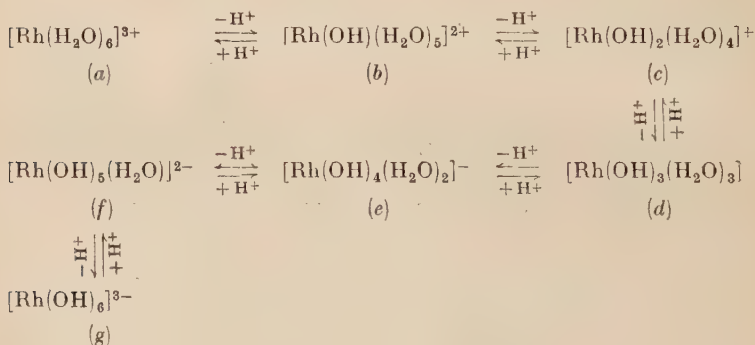 −H⁺ −H⁺
[Rh(H₂O)₆]³⁺ ⇌ [Rh(OH)(H₂O)₅]²⁺ ⇌ [Rh(OH)₂(H₂O)₄]⁺
+H⁺ +H⁺
(a) (b) (c)
−H⁺ ⇅ +H⁺
−H⁺ −H⁺
[Rh(OH)₅(H₂O)]²⁻ ⇌ [Rh(OH)₄(H₂O)₂]⁻ ⇌ [Rh(OH)₃(H₂O)₃]
+H⁺ +H⁺
(f) (e) (d)
−H⁺ ⇅ +H⁺
[Rh(OH)₆]³⁻
(g)